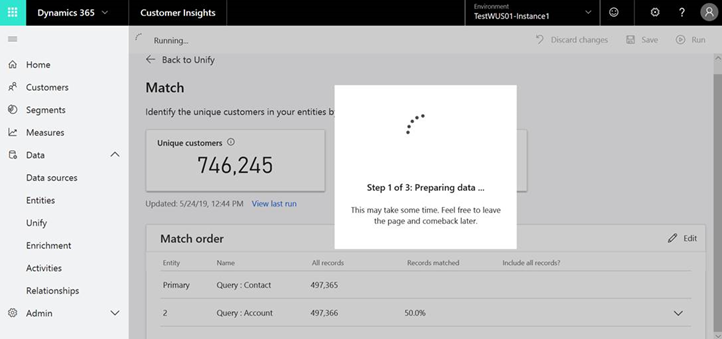 Dynamics 365
Customer Insights
Environment
TestWUS01-Instance1
Running...
Discard changes
Save
Run
Home
Customers
Segments
Measures
Data
Data sources
Entities
Unify
Enrichment
Activities
Relationships
Admin
Back to Unify
Match
Identify the unique customers in your entities b
Unique customers
746,245
Updated: 5/24/19, 12:44 PM View last run
Step 1 of 3: Preparing data ...
This may take some time. Feel free to leave
the page and comeback later.
Match order
Edit
Entity Name All records Records matched Include all records?
Primary Query : Contact 497,365
2 Query : Account 497,366 50.0%